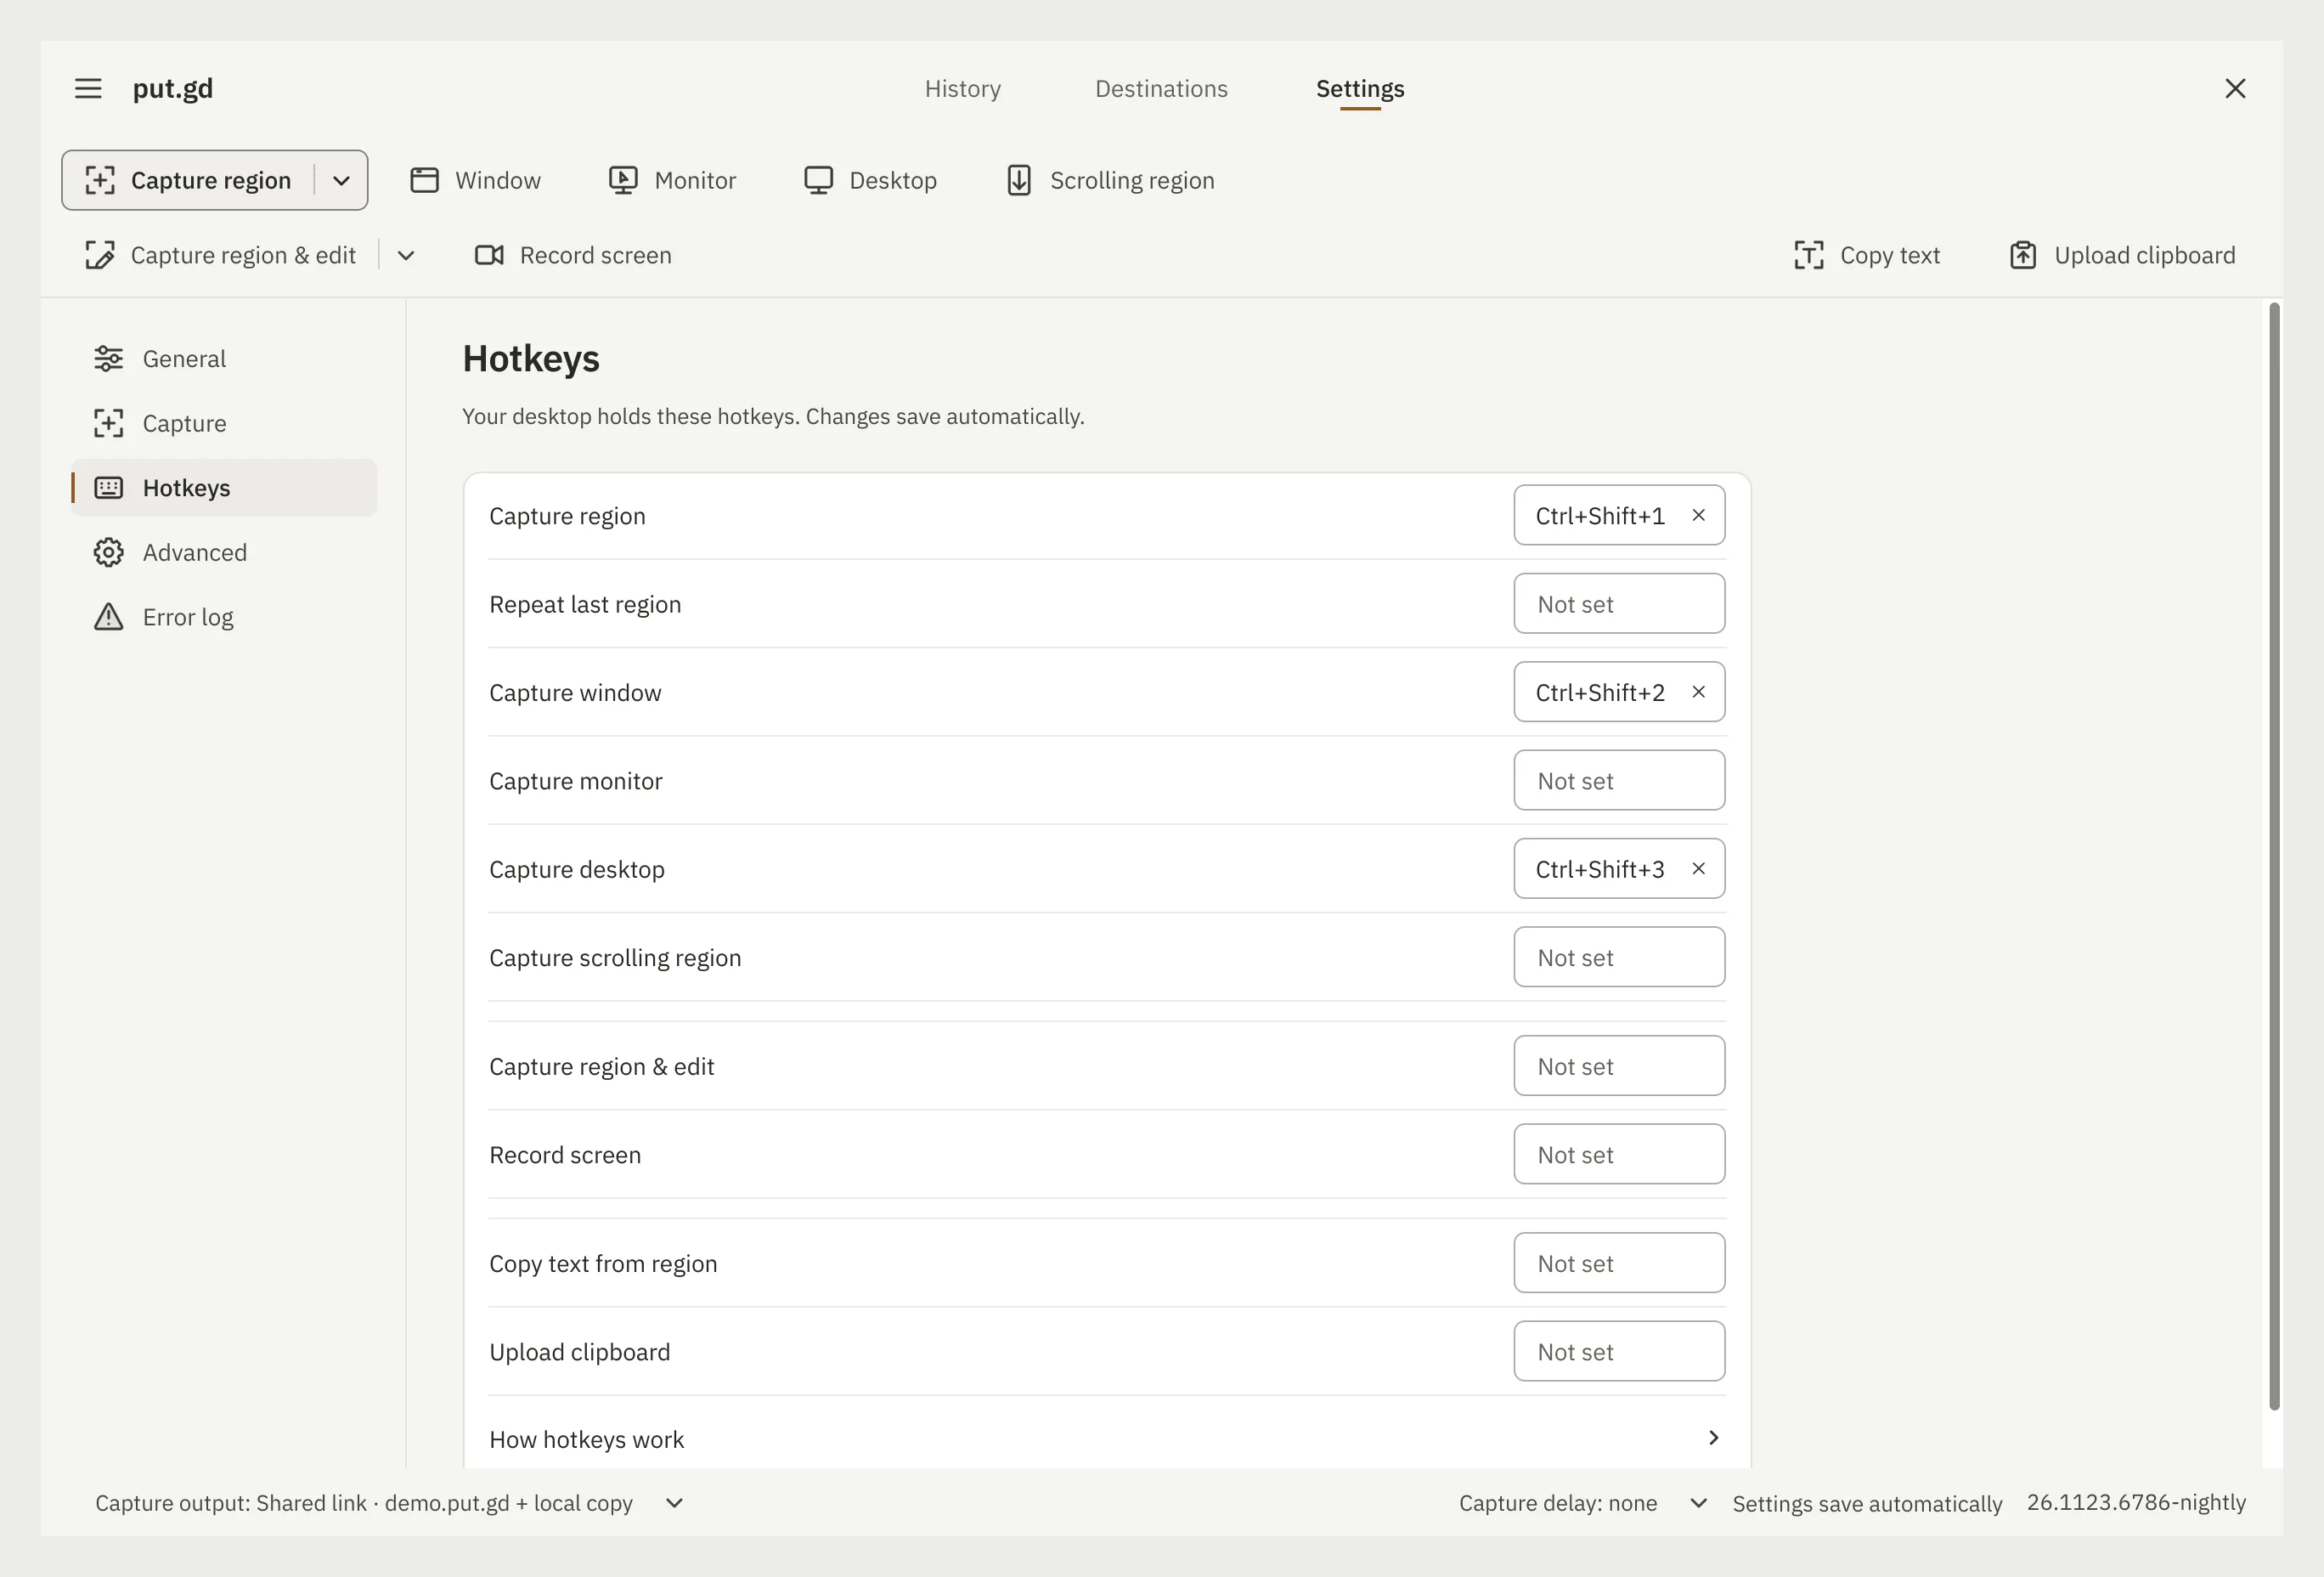 put.gd
History
Destinations
Settings
Capture region
Window
Monitor
Desktop
Scrolling region
Capture region & edit
Record screen
Copy text
Upload clipboard
General
Capture
Hotkeys
Advanced
Error log
Hotkeys
Your desktop holds these hotkeys. Changes save automatically.
Capture region
Ctrl+Shift+1
Repeat last region
Not set
Capture window
Ctrl+Shift+2
Capture monitor
Not set
Capture desktop
Ctrl+Shift+3
Capture scrolling region
Not set
Capture region & edit
Not set
Record screen
Not set
Copy text from region
Not set
Upload clipboard
Not set
How hotkeys work
Capture output: Shared link · demo.put.gd + local copy
Capture delay: none
Settings save automatically
26.1123.6786-nightly